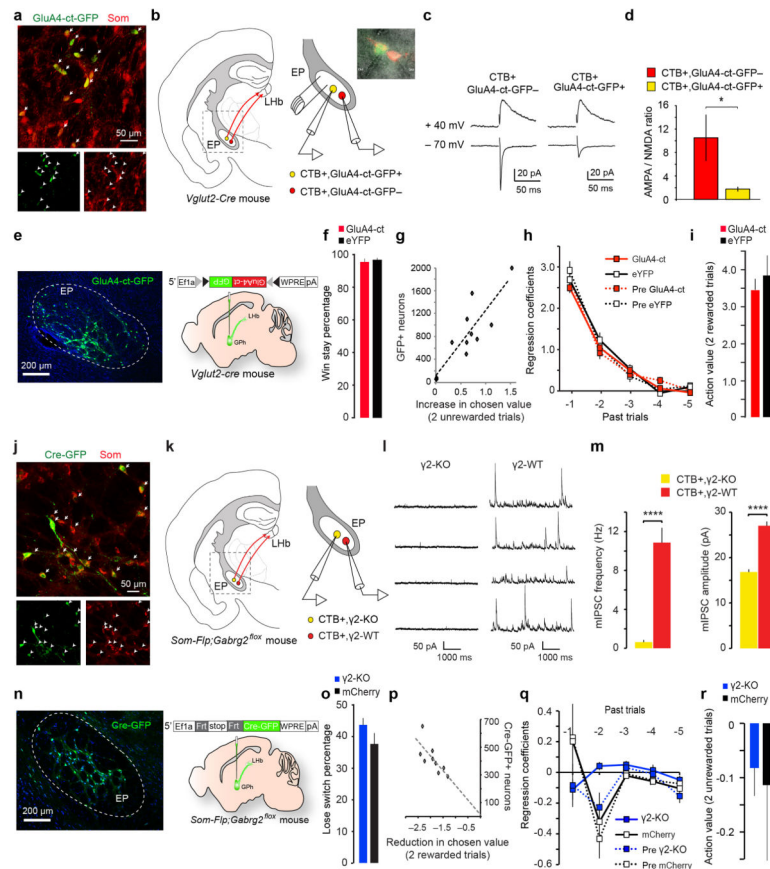 a
GluA4-ct-GFP Som
50 µm
b
EP
LHb
EP
Vglut2-Cre mouse
CTB+,GluA4-ct-GFP+
CTB+,GluA4-ct-GFP–
c
CTB+ GluA4-ct-GFP–
CTB+ GluA4-ct-GFP+
+ 40 mV
– 70 mV
20 pA
50 ms
20 pA
50 ms
d
CTB+,GluA4-ct-GFP–
CTB+,GluA4-ct-GFP+
AMPA / NMDA ratio
15
10
5
0
*
e
GluA4-ct-GFP
EP
200 µm
5' Ef1a GFP GluA4-ct WPRE pA
LHb
GPh
Vglut2-cre mouse
f
GluA4-ct
eYFP
Win stay percentage
100
80
60
40
20
0
g
GFP+ neurons
2000
1600
1200
800
400
0
0 0.5 1.0 1.5
Increase in chosen value
(2 unrewarded trials)
h
GluA4-ct
eYFP
Pre GluA4-ct
Pre eYFP
Regression coefficients
3.0
2.0
1.0
0.0
-1 -2 -3 -4 -5
Past trials
i
GluA4-ct
eYFP
Action value (2 rewarded trials)
4.0
3.0
2.0
1.0
0
j
Cre-GFP Som
50 µm
k
LHb
EP
EP
Som-Flp;Gabrg2flox mouse
CTB+,γ2-KO
CTB+,γ2-WT
l
γ2-KO γ2-WT
50 pA
1000 ms
50 pA
1000 ms
m
CTB+,γ2-KO
CTB+,γ2-WT
mIPSC frequency (Hz)
12
9
6
3
0
****
mIPSC amplitude (pA)
30
20
10
0
****
n
Cre-GFP
EP
200 µm
5' Ef1a Frt stop Frt Cre-GFP WPRE pA
LHb
GPh
Som-Flp;Gabrg2flox mouse
o
γ2-KO
mCherry
Lose switch percentage
50
40
30
20
10
0
p
Cre-GFP+ neurons
700
500
300
100
0
-2.5 -1.5 -0.5 0
Reduction in chosen value
(2 rewarded trials)
q
Past trials
-1 -2 -3 -4 -5
Regression coefficients
0.4
0.2
0
-0.2
-0.4
-0.6
γ2-KO
mCherry
Pre γ2-KO
Pre mCherry
r
γ2-KO
mCherry
Action value (2 unrewarded trials)
0
-0.1
-0.2